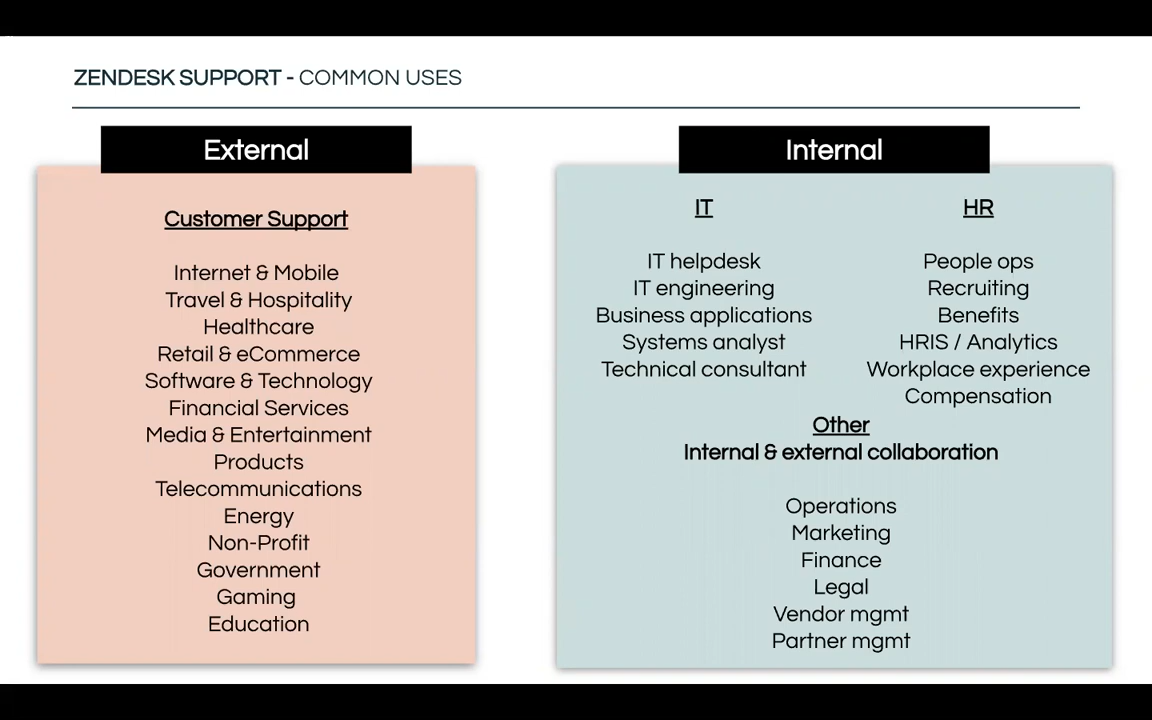 ZENDESK SUPPORT - COMMON USES
External
Customer Support
Internet & Mobile
Travel & Hospitality
Healthcare
Retail & eCommerce
Software & Technology
Financial Services
Media & Entertainment
Products
Telecommunications
Energy
Non-Profit
Government
Gaming
Education
Internal
IT
IT helpdesk
IT engineering
Business applications
Systems analyst
Technical consultant
HR
People ops
Recruiting
Benefits
HRIS / Analytics
Workplace experience
Compensation
Other
Internal & external collaboration
Operations
Marketing
Finance
Legal
Vendor mgmt
Partner mgmt